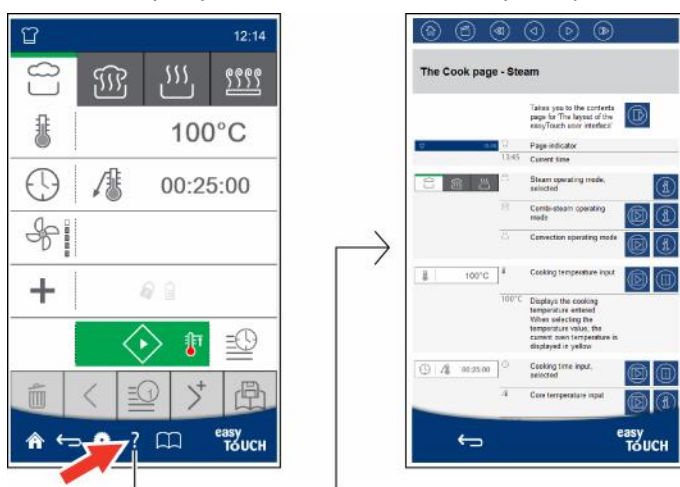 12:14
100°C
00:25:00
+
1
?
easy
TOUCH
The Cook page - Steam
Takes you to the contents
page for 'The layout of the
easyTouch user interface'
Page indicator
13:45 Current time
Steam operating mode,
selected
Combi-steam operating
mode
Convection operating mode
100°C
Cooking temperature input
100°C Displays the cooking
temperature entered
When selecting the
temperature value, the
current oven temperature is
displayed in yellow
00:25:00
Cooking time input,
selected
Core temperature input
easy
TOUCH